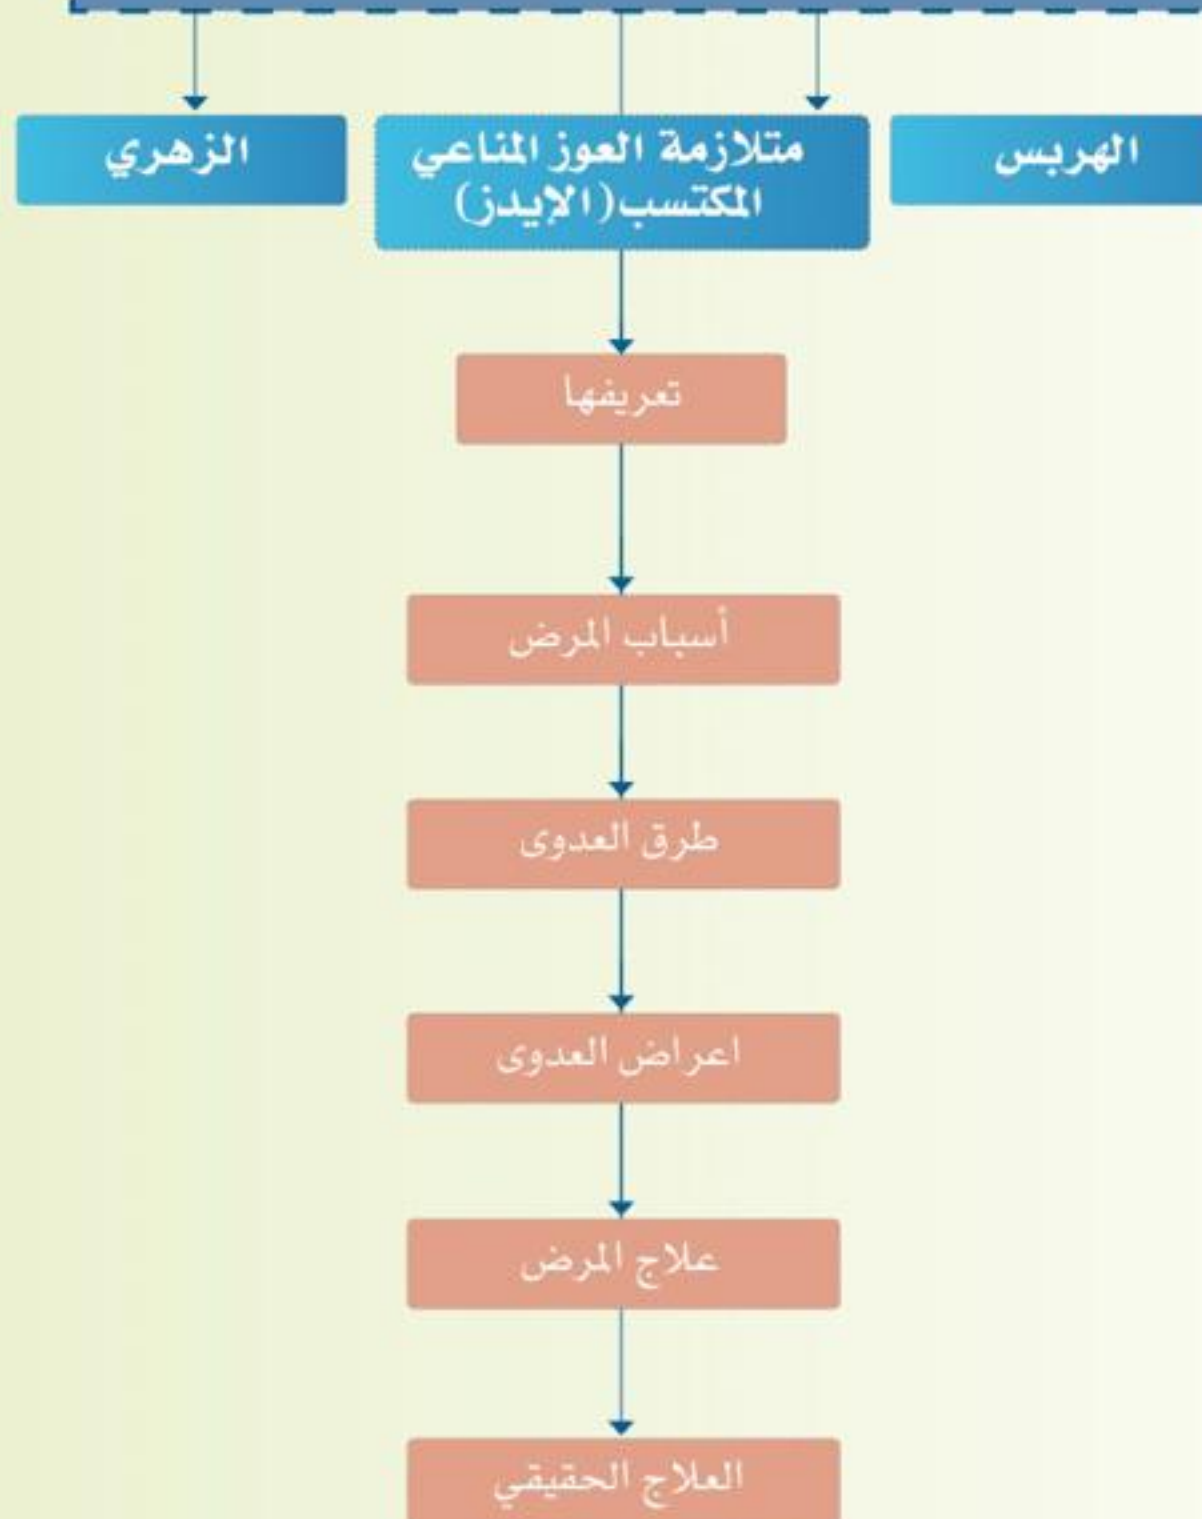 الهربس
متلازمة العوز المناعي
المكتسب(الإيدز)
الزهري
تعريفها
أسباب المرض
طرق العدوى
اعراض العدوى
علاج المرض
العلاج الحقيقي